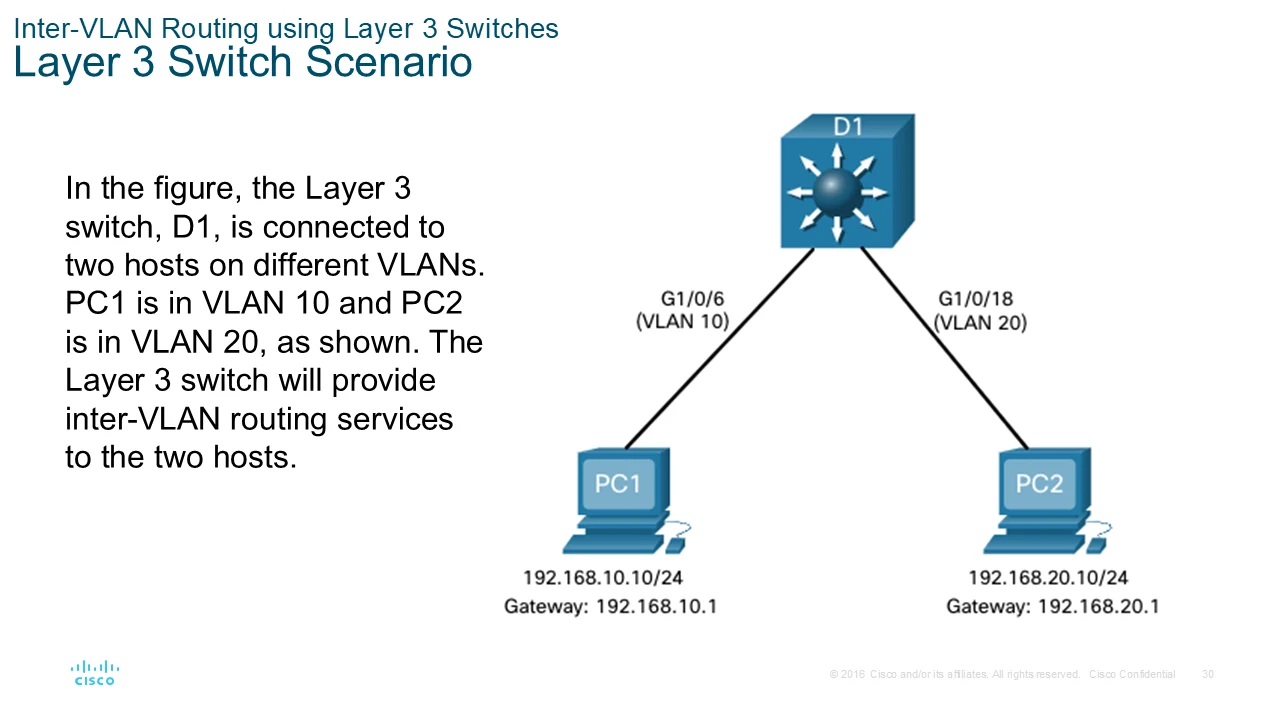 Inter-VLAN Routing using Layer 3 Switches
Layer 3 Switch Scenario
In the figure, the Layer 3
switch, D1, is connected to
two hosts on different VLANs.
PC1 is in VLAN 10 and PC2
is in VLAN 20, as shown. The
Layer 3 switch will provide
inter-VLAN routing services
to the two hosts.
D1
G1/0/6
(VLAN 10)
G1/0/18
(VLAN 20)
PC1
PC2
192.168.10.10/24
Gateway: 192.168.10.1
192.168.20.10/24
Gateway: 192.168.20.1
CISCO
© 2016 Cisco and/or its affiliates. All rights reserved. Cisco Confidential 30